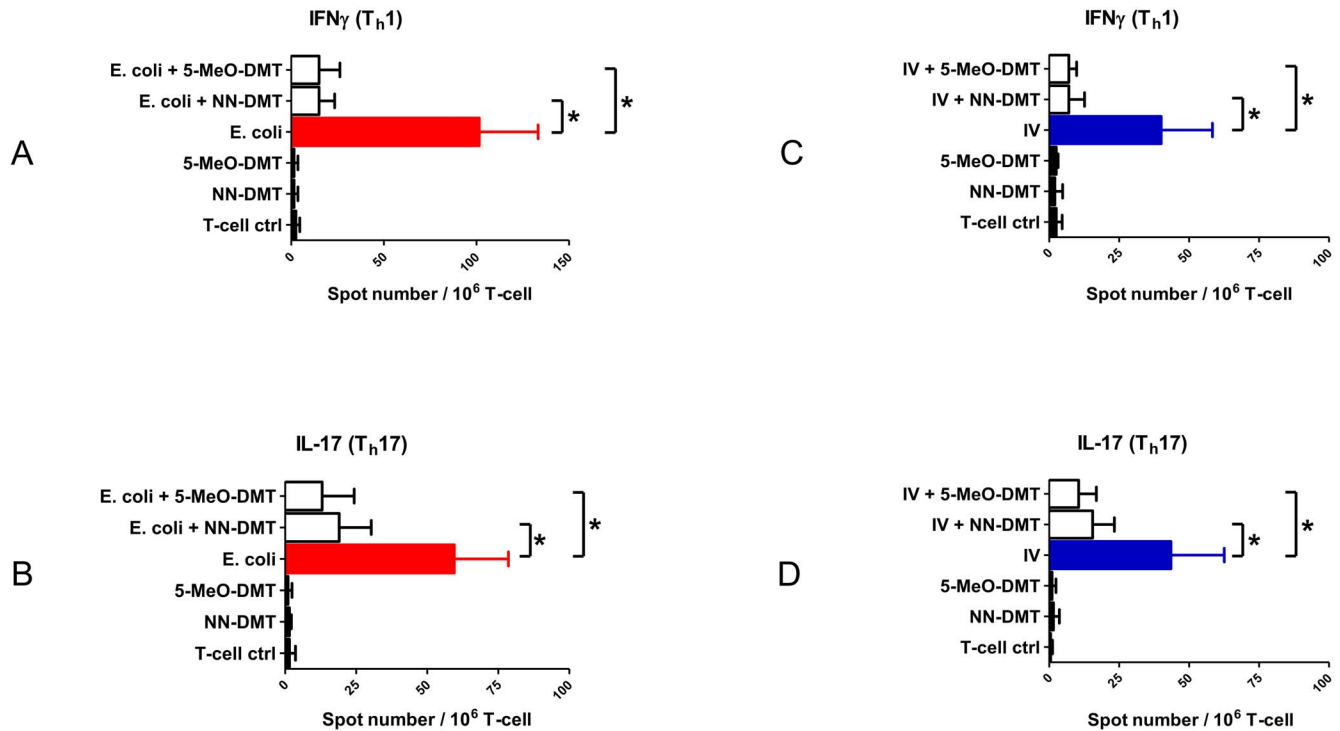 A
IFNγ (Th1)
E. coli + 5-MeO-DMT
E. coli + NN-DMT
E. coli
5-MeO-DMT
NN-DMT
T-cell ctrl
*
*
0
50
100
150
Spot number / 10⁶ T-cell
C
IFNγ (Th1)
IV + 5-MeO-DMT
IV + NN-DMT
IV
5-MeO-DMT
NN-DMT
T-cell ctrl
*
*
0
25
50
75
100
Spot number / 10⁶ T-cell
B
IL-17 (Th17)
E. coli + 5-MeO-DMT
E. coli + NN-DMT
E. coli
5-MeO-DMT
NN-DMT
T-cell ctrl
*
*
0
25
50
75
100
Spot number / 10⁶ T-cell
D
IL-17 (Th17)
IV + 5-MeO-DMT
IV + NN-DMT
IV
5-MeO-DMT
NN-DMT
T-cell ctrl
*
*
0
25
50
75
100
Spot number / 10⁶ T-cell